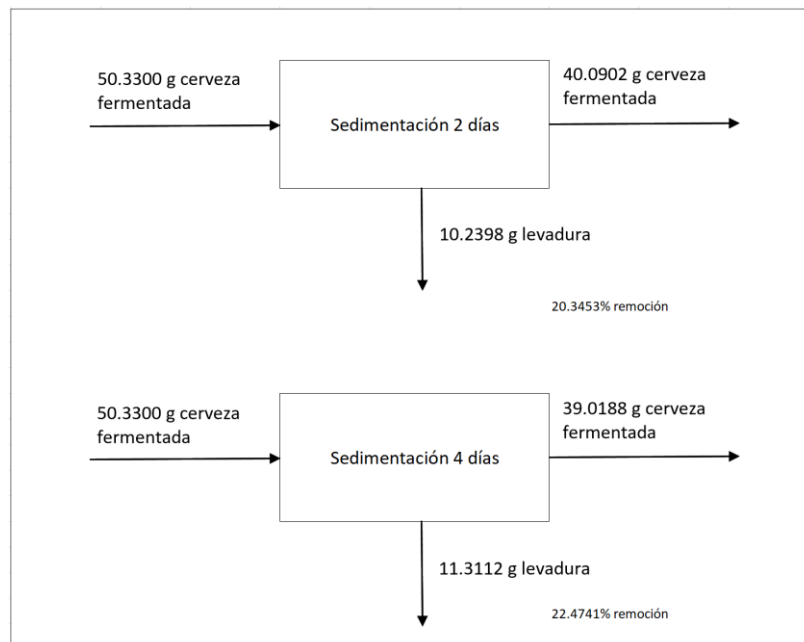 50.3300 g cerveza
fermentada
Sedimentación 2 días
40.0902 g cerveza
fermentada
10.2398 g levadura
20.3453% remoción
50.3300 g cerveza
fermentada
Sedimentación 4 días
39.0188 g cerveza
fermentada
11.3112 g levadura
22.4741% remoción